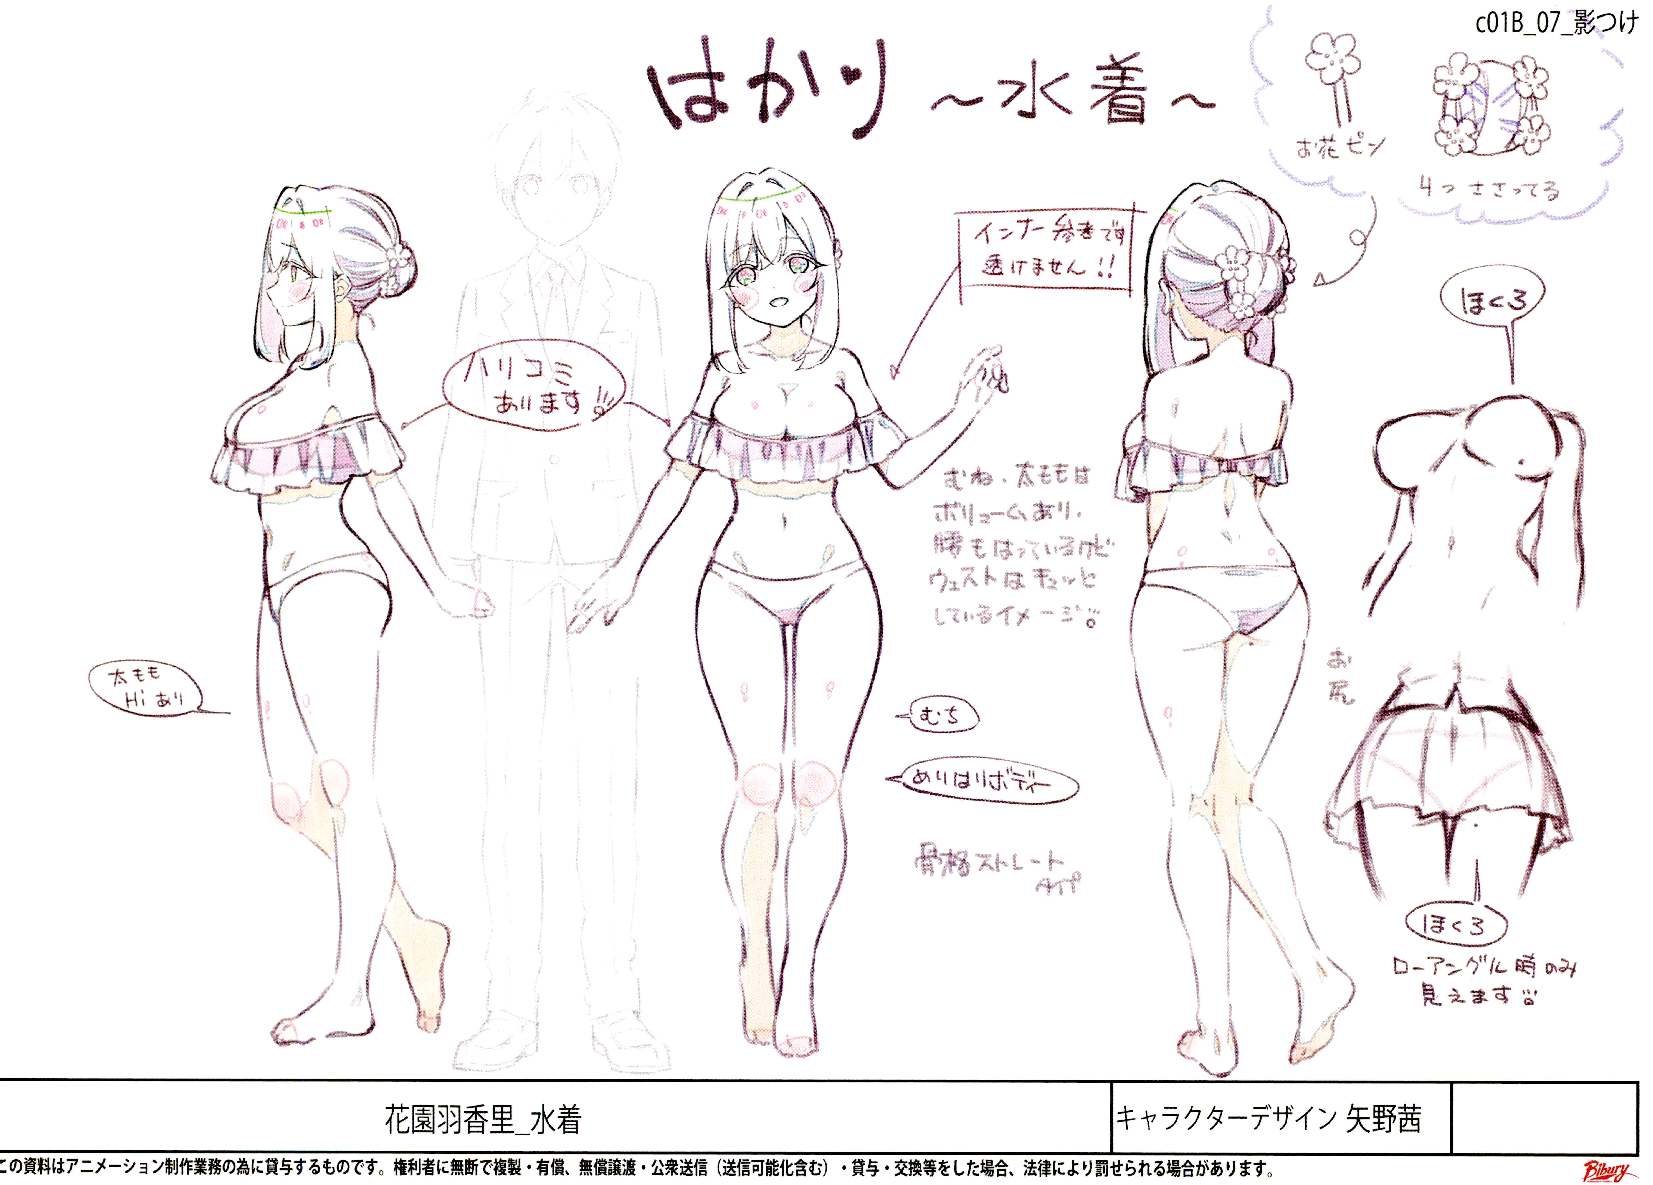 c01B_07_影つけ
はかり ～水着～
お花ピン
4つ ささってる
インナー参考です
透けません!!
ハリコミ
あります!!
ほくろ
むね・太ももは
ボリュームあり、
腰もはっているけど
ウエストはキュッと
しているイメージ
太もも
Hiあり
むち
めりはりボディー
骨格ストレート
タイプ
お尻
ほくろ
ローアングル時のみ
見えます
花園羽香里_水着
キャラクターデザイン 矢野茜
この資料はアニメーション制作業務の為に貸与するものです。権利者に無断で複製・有償、無償譲渡・公衆送信（送信可能化含む）・貸与・交換等をした場合、法律により罰せられる場合があります。
Bibury